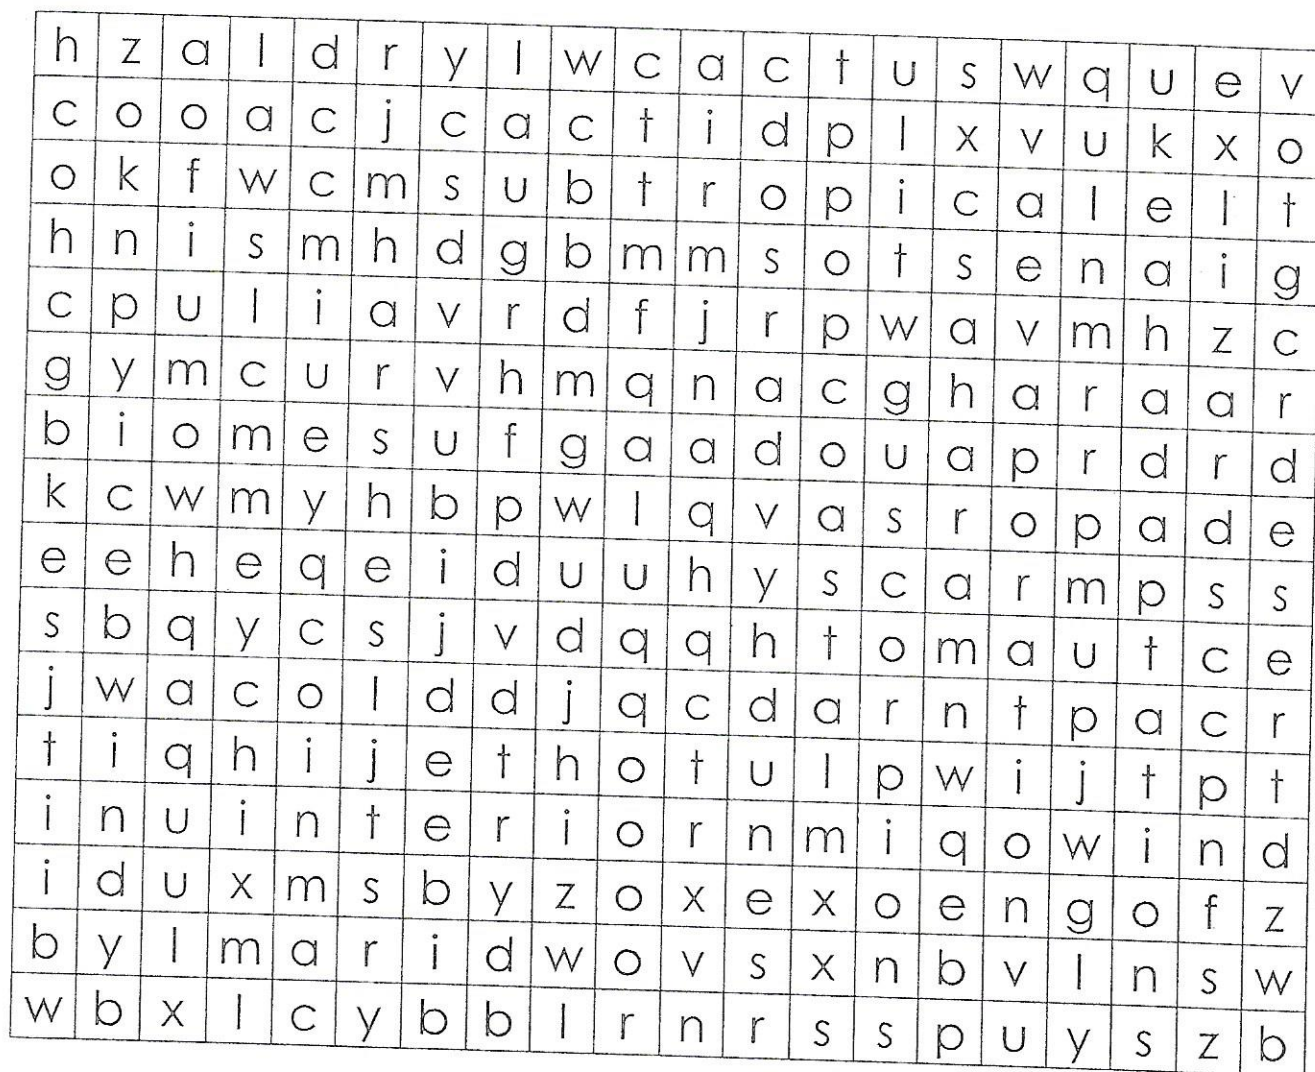 h z a l d r y l w c a c t u s w q u e v
c o o a c j c a c t i d p l x v u k x o
o k f w c m s u b t r o p i c a l e l t
h n i s m h d g b m m s o t s e n a i g
c p u l i a v r d f j r p w a v m h z c
g y m c u r v h m q n a c g h a r a a r
b i o m e s u f g a a d o u a p r d r d
k c w m y h b p w l q v a s r o p a d e
e e h e q e i d u u h y s c a r m p s s
s b q y c s j v d q q h t o m a u t c e
j w a c o l d d j q c d a r n t p a c r
t i q h i j e t h o t u l p w i j t p t
i n u i n t e r i o r n m i q o w i n d
i d u x m s b y z o x e x o e n g o f z
b y l m a r i d w o v s x n b v l n s w
w b x l c y b b l r n r s s p u y s z b